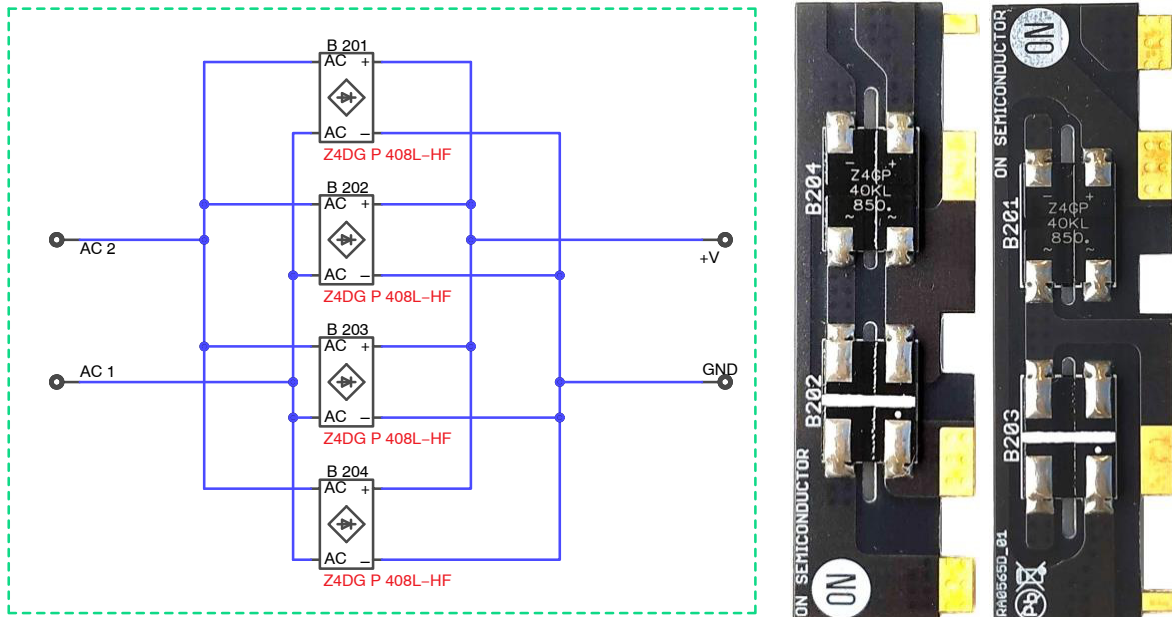 B 201
AC +
AC −
Z4DG P 408L−HF
B 202
AC +
AC −
Z4DG P 408L−HF
B 203
AC +
AC −
Z4DG P 408L−HF
B 204
AC +
AC −
Z4DG P 408L−HF
AC 2
AC 1
+V
GND
B204
− +
Z4GP
40KL
850.
~ ~
B202
ON SEMICONDUCTOR
ON
ON
ON SEMICONDUCTOR
B201
− +
Z4GP
40KL
850.
~ ~
B203
RA0565D_01
Pb